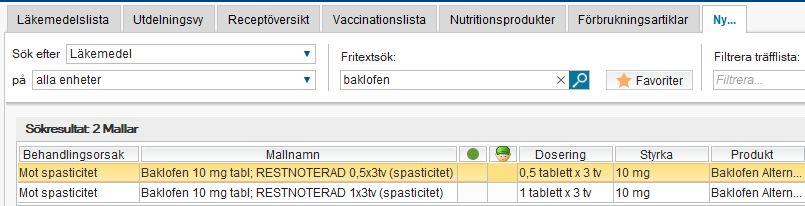 Läkemedelslista Utdelningsvy Receptöversikt Vaccinationslista Nutritionsprodukter Förbrukningsartiklar Ny...
Sök efter Läkemedel Fritextsök: Filtrera träfflista:
på alla enheter baklofen Favoriter Filtrera...
Sökresultat: 2 Mallar
Behandlingsorsak Mallnamn Dosering Styrka Produkt
Mot spasticitet Baklofen 10 mg tabl; RESTNOTERAD 0,5x3tv (spasticitet) 0,5 tablett x 3 tv 10 mg Baklofen Altern...
Mot spasticitet Baklofen 10 mg tabl; RESTNOTERAD 1x3tv (spasticitet) 1 tablett x 3 tv 10 mg Baklofen Altern...